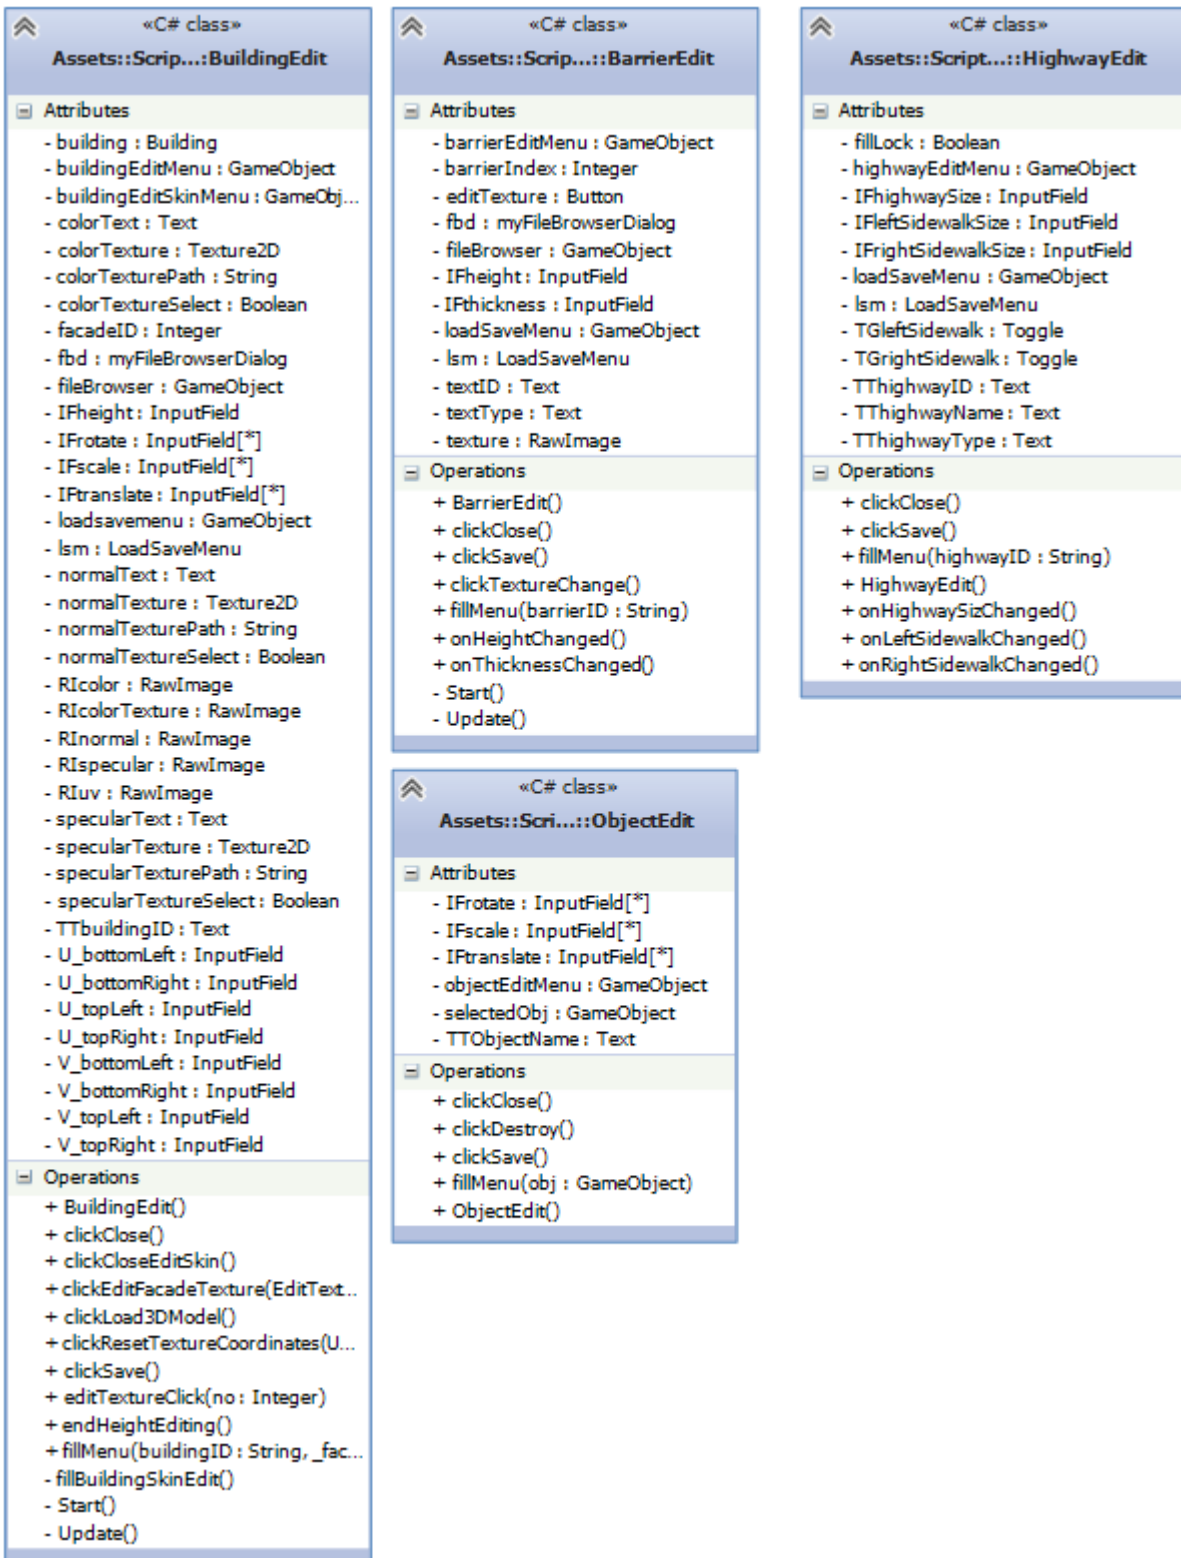 «C# class»
Assets::Scrip...:BuildingEdit
Attributes
- building : Building
- buildingEditMenu : GameObject
- buildingEditSkinMenu : GameObj...
- colorText : Text
- colorTexture : Texture2D
- colorTexturePath : String
- colorTextureSelect : Boolean
- facadeID : Integer
- fbd : myFileBrowserDialog
- fileBrowser : GameObject
- IFheight : InputField
- IFrotate : InputField[*]
- IFscale : InputField[*]
- IFtranslate : InputField[*]
- loadsavemenu : GameObject
- lsm : LoadSaveMenu
- normalText : Text
- normalTexture : Texture2D
- normalTexturePath : String
- normalTextureSelect : Boolean
- RIcolor : RawImage
- RIcolorTexture : RawImage
- RInormal : RawImage
- RIspecular : RawImage
- RIuv : RawImage
- specularText : Text
- specularTexture : Texture2D
- specularTexturePath : String
- specularTextureSelect : Boolean
- TTbuildingID : Text
- U_bottomLeft : InputField
- U_bottomRight : InputField
- U_topLeft : InputField
- U_topRight : InputField
- V_bottomLeft : InputField
- V_bottomRight : InputField
- V_topLeft : InputField
- V_topRight : InputField
Operations
+ BuildingEdit()
+ clickClose()
+ clickCloseEditSkin()
+ clickEditFacadeTexture(EditText...
+ clickLoad3DModel()
+ clickResetTextureCoordinates(U...
+ clickSave()
+ editTextureClick(no : Integer)
+ endHeightEditing()
+ fillMenu(buildingID : String, _fac...
- fillBuildingSkinEdit()
- Start()
- Update()
«C# class»
Assets::Scrip...::BarrierEdit
Attributes
- barrierEditMenu : GameObject
- barrierIndex : Integer
- editTexture : Button
- fbd : myFileBrowserDialog
- fileBrowser : GameObject
- IFheight : InputField
- IFthickness : InputField
- loadSaveMenu : GameObject
- lsm : LoadSaveMenu
- textID : Text
- textType : Text
- texture : RawImage
Operations
+ BarrierEdit()
+ clickClose()
+ clickSave()
+ clickTextureChange()
+ fillMenu(barrierID : String)
+ onHeightChanged()
+ onThicknessChanged()
- Start()
- Update()
«C# class»
Assets::Scri...::ObjectEdit
Attributes
- IFrotate : InputField[*]
- IFscale : InputField[*]
- IFtranslate : InputField[*]
- objectEditMenu : GameObject
- selectedObj : GameObject
- TTObjectName : Text
Operations
+ clickClose()
+ clickDestroy()
+ clickSave()
+ fillMenu(obj : GameObject)
+ ObjectEdit()
«C# class»
Assets::Script...::HighwayEdit
Attributes
- fillLock : Boolean
- highwayEditMenu : GameObject
- IFhighwaySize : InputField
- IFleftSidewalkSize : InputField
- IFrightSidewalkSize : InputField
- loadSaveMenu : GameObject
- lsm : LoadSaveMenu
- TGleftSidewalk : Toggle
- TGrightSidewalk : Toggle
- TThighwayID : Text
- TThighwayName : Text
- TThighwayType : Text
Operations
+ clickClose()
+ clickSave()
+ fillMenu(highwayID : String)
+ HighwayEdit()
+ onHighwaySizChanged()
+ onLeftSidewalkChanged()
+ onRightSidewalkChanged()